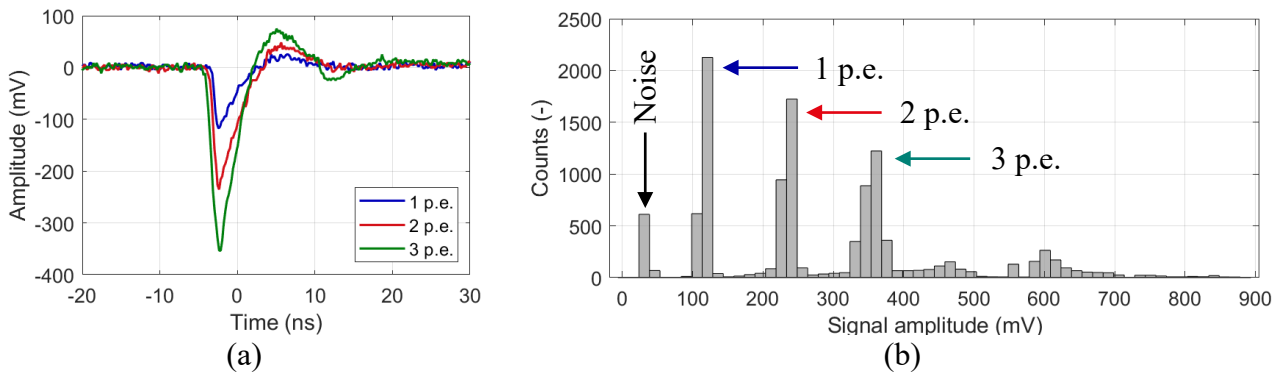 100
0
-100
-200
-300
-400
Amplitude (mV)
-20
-10
0
10
20
30
Time (ns)
1 p.e.
2 p.e.
3 p.e.
(a)
2500
2000
1500
1000
500
0
Counts (-)
Noise
1 p.e.
2 p.e.
3 p.e.
0
100
200
300
400
500
600
700
800
900
Signal amplitude (mV)
(b)